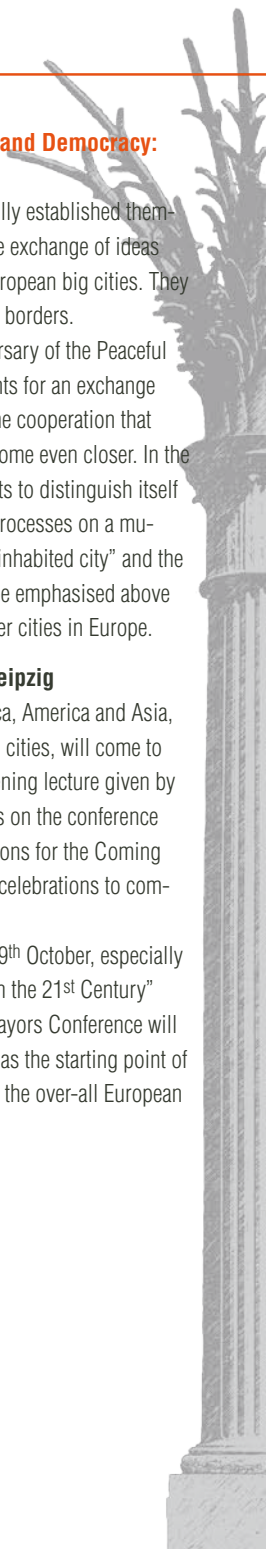 and Democracy:
lly established them-
e exchange of ideas
ropean big cities. They
borders.
rsary of the Peaceful
nts for an exchange
he cooperation that
ome even closer. In the
ts to distinguish itself
rocesses on a mu-
inhabited city” and the
e emphasised above
er cities in Europe.
eipzig
ca, America and Asia,
cities, will come to
ning lecture given by
s on the conference
ons for the Coming
celebrations to com-
9th October, especially
n the 21st Century”
ayors Conference will
as the starting point of
the over-all European